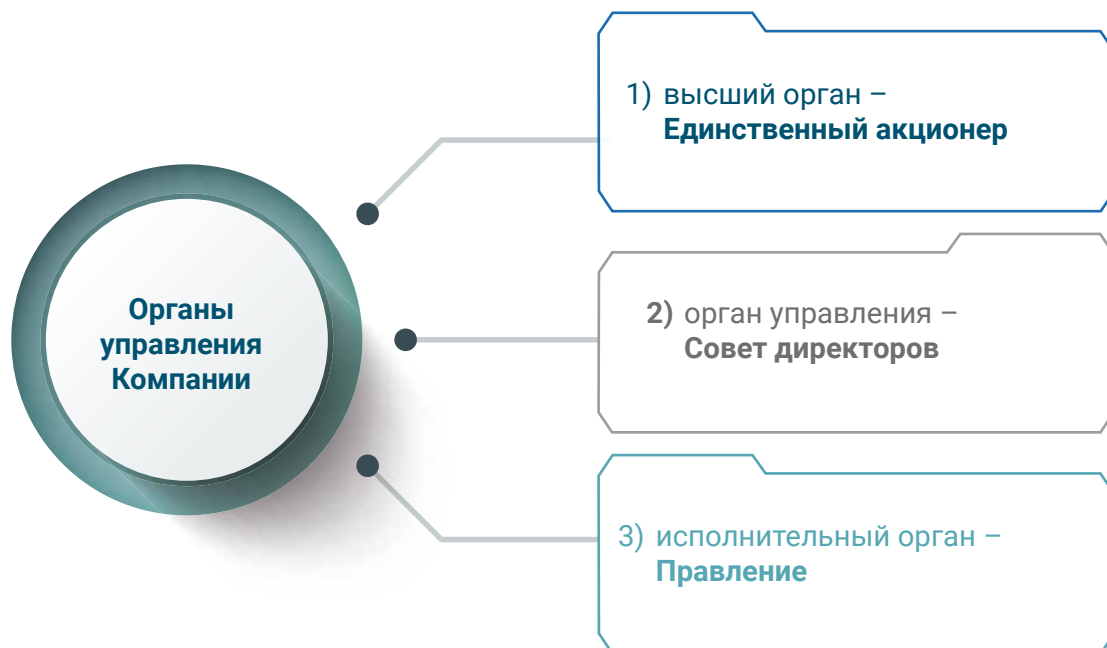 Органы
управления
Компании
1) высший орган –
Единственный акционер
2) орган управления –
Совет директоров
3) исполнительный орган –
Правление